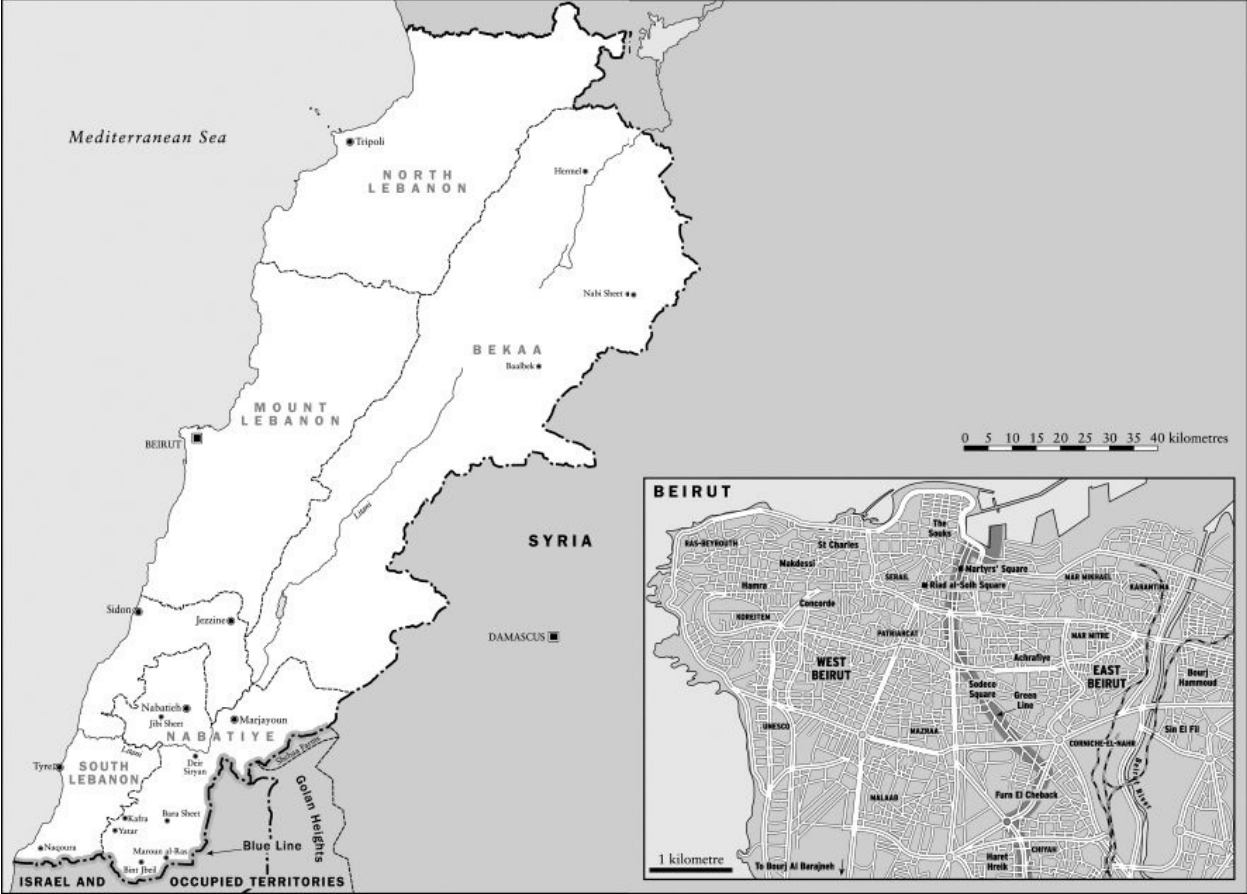 Mediterranean Sea
Tripoli
NORTH
LEBANON
Hermel
Nabi Sheet
BEKAA
Baalbek
MOUNT
LEBANON
BEIRUT
Litani
SYRIA
DAMASCUS
Sidon
Jezzine
Nabatieh
Jibi Sheet
Marjayoun
NABATIYE
Litani
Deir
Siryan
Shebaa Farms
SOUTH
LEBANON
Tyre
Golan Heights
Kafra
Bara Sheet
Yatar
Naqoura
Maroun al-Ras
Bint Jbeil
Blue Line
ISRAEL AND OCCUPIED TERRITORIES
0 5 10 15 20 25 30 35 40 kilometres
BEIRUT
The
Souks
RAS-BEYROUTH
St Charles
Makdessi
Martyrs' Square
SERAIL
Riad al-Solh Square
MAR MIKHAEL
KARANTINA
Hamra
Concorde
KOREITEM
PATRIARCAT
MAR MITRE
WEST
BEIRUT
Achrafiye
EAST
BEIRUT
Bourj
Hammoud
Sodeco
Square
Green
Line
UNESCO
MAZRAA
CORNICHE-EL-NAHR
Sin El Fil
Beirut River
MALAAB
Furn El Cheback
1 kilometre
To Bourj Al Barajneh
Haret
Hreik
CHIYAH